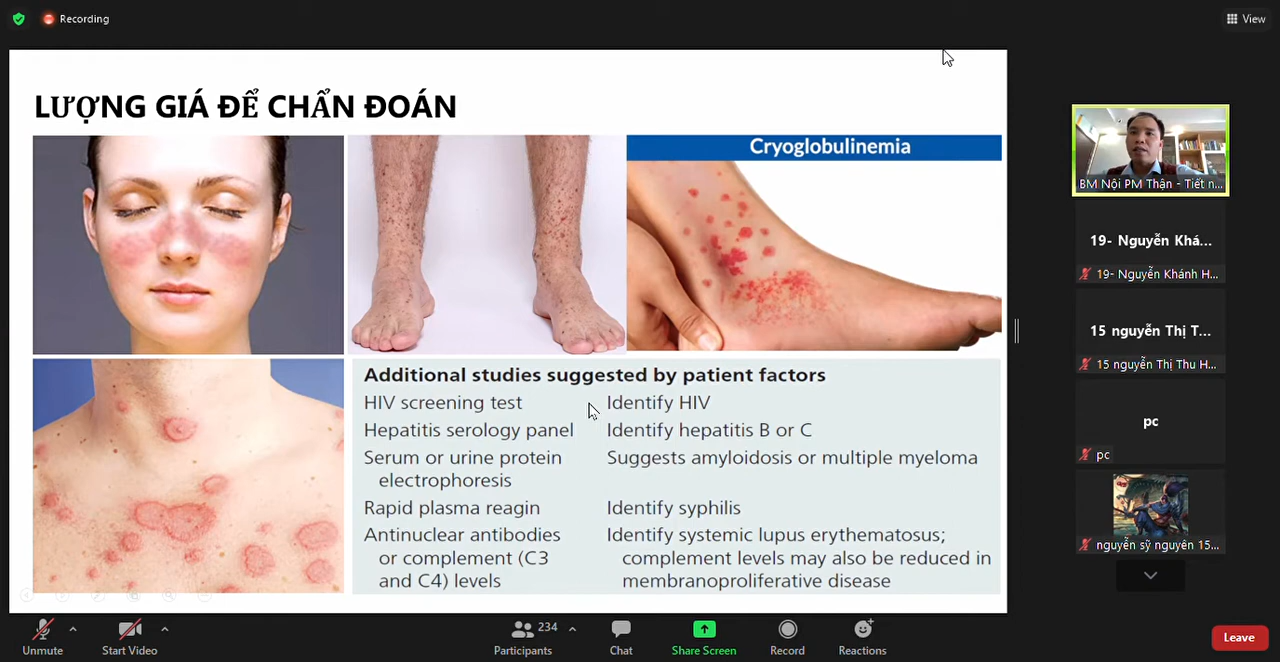 Recording
View
LƯỢNG GIÁ ĐỂ CHẨN ĐOÁN
Cryoglobulinemia
Additional studies suggested by patient factors
HIV screening test Identify HIV
Hepatitis serology panel Identify hepatitis B or C
Serum or urine protein Suggests amyloidosis or multiple myeloma
electrophoresis
Rapid plasma reagin Identify syphilis
Antinuclear antibodies Identify systemic lupus erythematosus;
or complement (C3 complement levels may also be reduced in
and C4) levels membranoproliferative disease
BM Nội PM Thận - Tiết n...
19- Nguyễn Khá...
19- Nguyễn Khánh H...
15 nguyễn Thị T...
15 nguyễn Thị Thu H...
pc
pc
nguyễn sỹ nguyên 15...
Unmute
Start Video
234
Participants
Chat
Share Screen
Record
Reactions
Leave